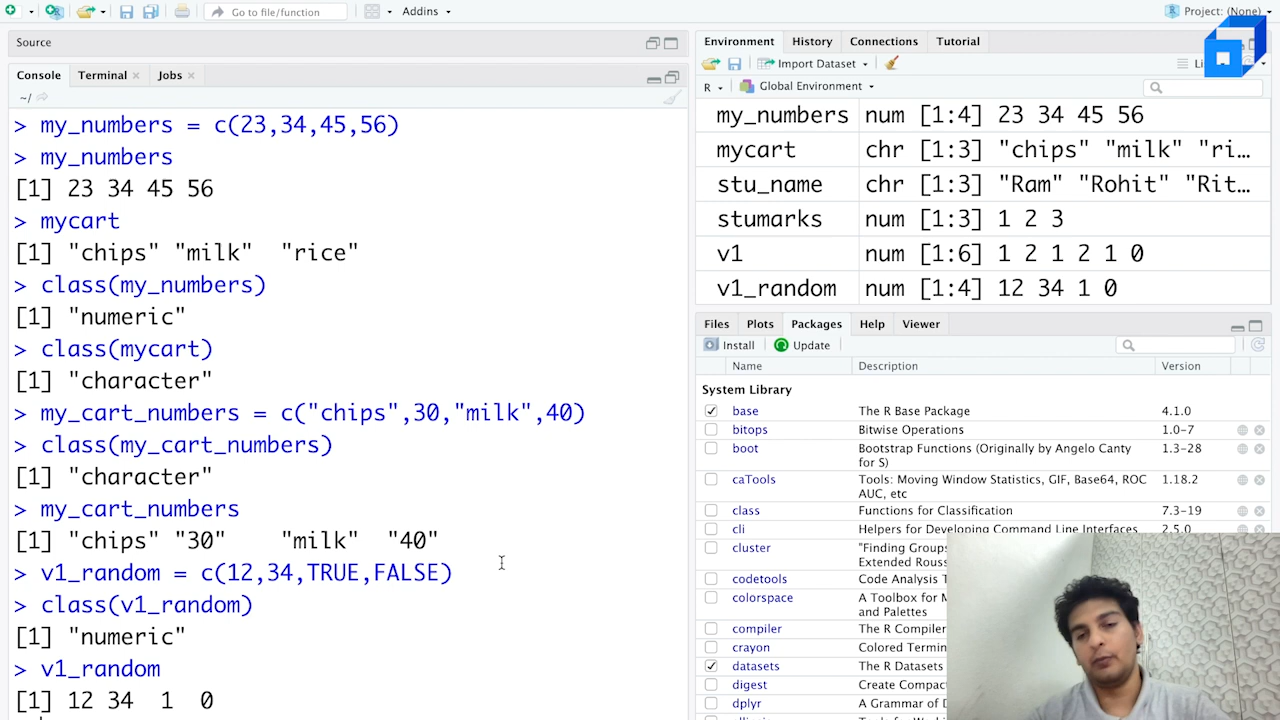 Go to file/function
Addins
Project: (None)
Source
Console Terminal Jobs
~/
> my_numbers = c(23,34,45,56)
> my_numbers
[1] 23 34 45 56
> mycart
[1] "chips" "milk"  "rice"
> class(my_numbers)
[1] "numeric"
> class(mycart)
[1] "character"
> my_cart_numbers = c("chips",30,"milk",40)
> class(my_cart_numbers)
[1] "character"
> my_cart_numbers
[1] "chips" "30"    "milk"  "40"
> v1_random = c(12,34,TRUE,FALSE)
> class(v1_random)
[1] "numeric"
> v1_random
[1] 12 34  1  0
Environment History Connections Tutorial
Import Dataset
R Global Environment
my_numbers num [1:4] 23 34 45 56
mycart chr [1:3] "chips" "milk" "ri…
stu_name chr [1:3] "Ram" "Rohit" "Rit…
stumarks num [1:3] 1 2 3
v1 num [1:6] 1 2 1 2 1 0
v1_random num [1:4] 12 34 1 0
Files Plots Packages Help Viewer
Install Update
Name Description Version
System Library
base The R Base Package 4.1.0
bitops Bitwise Operations 1.0-7
boot Bootstrap Functions (Originally by Angelo Canty 1.3-28
for S)
caTools Tools: Moving Window Statistics, GIF, Base64, ROC 1.18.2
AUC, etc
class Functions for Classification 7.3-19
cli Helpers for Developing Command Line Interfaces 2.5.0
cluster "Finding Groups
Extended Rous
codetools Code Analysis T
colorspace A Toolbox for M
and Palettes
compiler The R Compiler
crayon Colored Termin
datasets The R Datasets
digest Create Compac
dplyr A Grammar of D